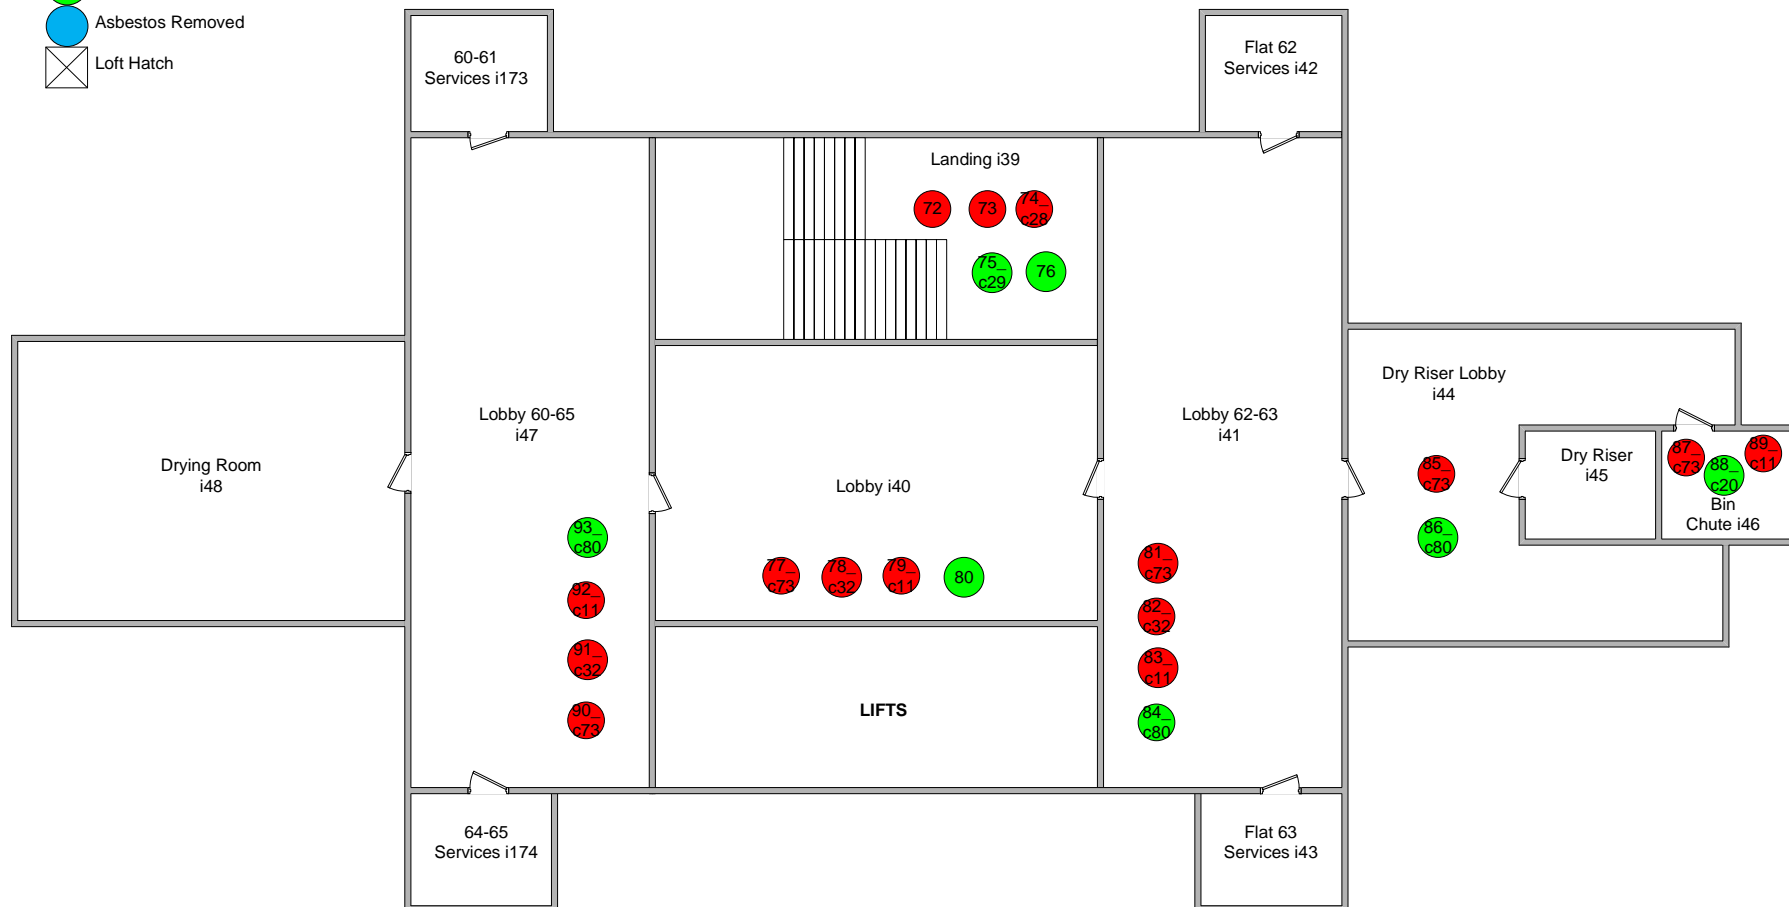 Asbestos Removed
Loft Hatch
60-61
Services i173
Flat 62
Services i42
Landing i39
72
73
74_
c28
75_
c29
76
Dry Riser Lobby
i44
Lobby 60-65
i47
Lobby 62-63
i41
Drying Room
i48
Lobby i40
Dry Riser
i45
85_
c73
86_
c80
87_
c73
88_
c20
89_
c11
Bin
Chute i46
93_
c80
92_
c11
91_
c32
90_
c73
77_
c73
78_
c32
79_
c11
80
81_
c73
82_
c32
83_
c11
84_
c80
LIFTS
64-65
Services i174
Flat 63
Services i43